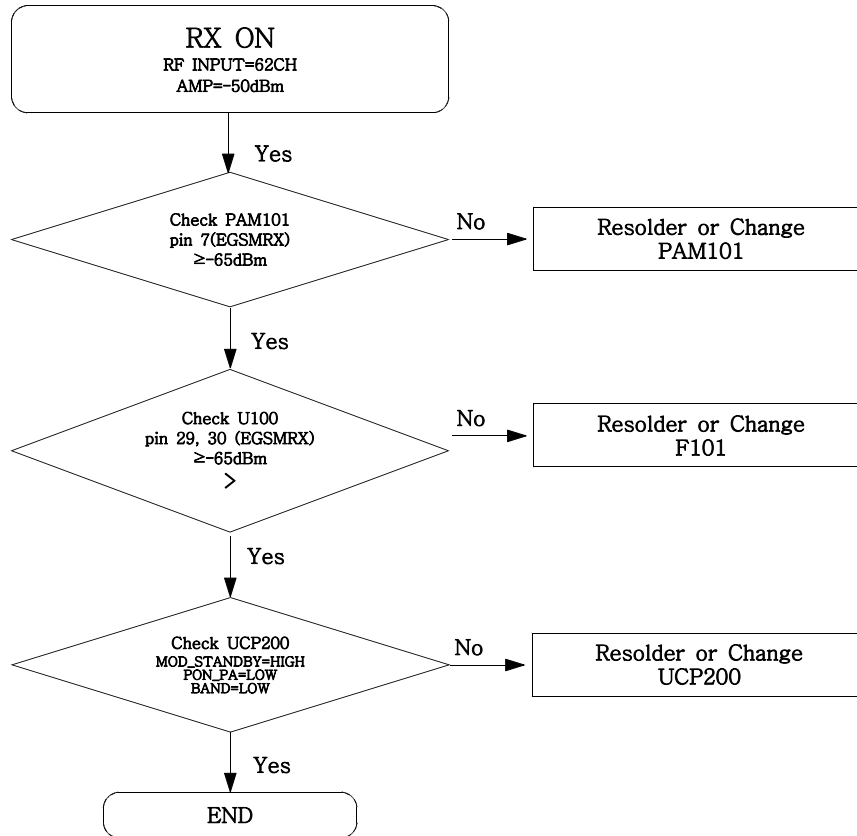 RX ON
RF INPUT=62CH
AMP=-50dBm
Yes
Check PAM101
pin 7(EGSMRX)
≥-65dBm
No
Resolder or Change
PAM101
Yes
Check U100
pin 29, 30 (EGSMRX)
≥-65dBm
>
No
Resolder or Change
F101
Yes
Check UCP200
MOD_STANDBY=HIGH
PON_PA=LOW
BAND=LOW
No
Resolder or Change
UCP200
Yes
END